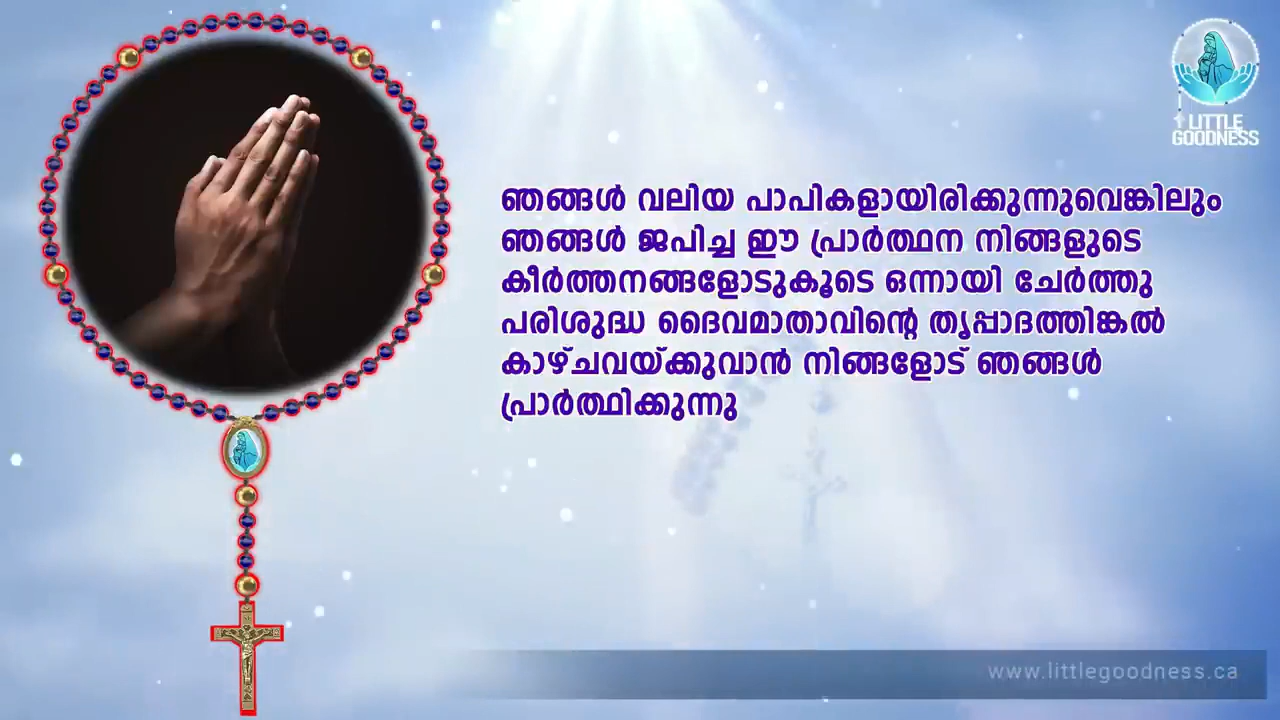 LITTLE
GOODNESS
ഞങ്ങൾ വലിയ പാപികളായിരിക്കുന്നുവെങ്കിലും
ഞങ്ങൾ ജപിച്ച ഈ പ്രാർത്ഥന നിങ്ങളുടെ
കീർത്തനങ്ങളോടുകൂടെ ഒന്നായി ചേർത്തു
പരിശുദ്ധ ദൈവമാതാവിന്റെ തൃപ്പാദത്തിങ്കൽ
കാഴ്ചവയ്ക്കുവാൻ നിങ്ങളോട് ഞങ്ങൾ
പ്രാർത്ഥിക്കുന്നു
www.littlegoodness.ca